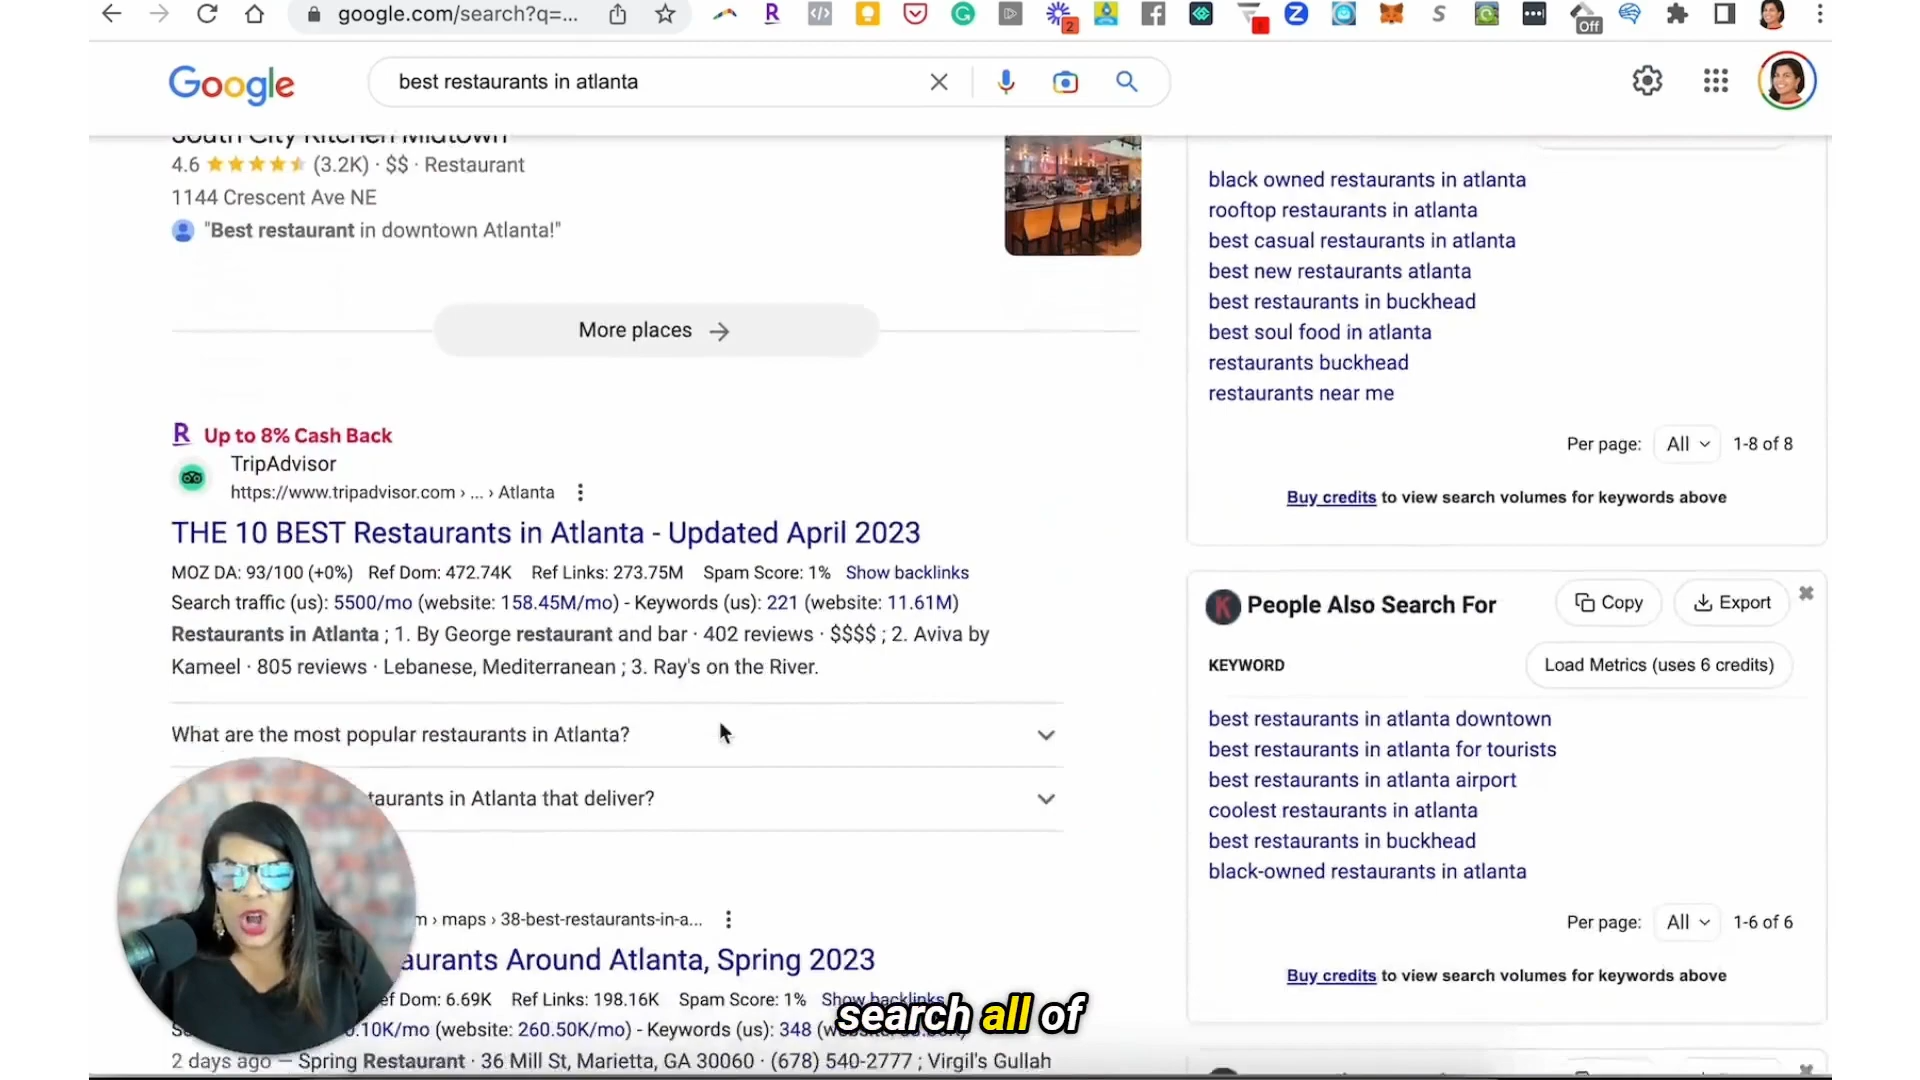 google.com/search?q=...
2
Off
Google
best restaurants in atlanta
South City Kitchen Midtown
4.6 (3.2K) · $$ · Restaurant
1144 Crescent Ave NE
"Best restaurant in downtown Atlanta!"
More places
R Up to 8% Cash Back
TripAdvisor
https://www.tripadvisor.com › ... › Atlanta
THE 10 BEST Restaurants in Atlanta - Updated April 2023
MOZ DA: 93/100 (+0%) Ref Dom: 472.74K Ref Links: 273.75M Spam Score: 1% Show backlinks
Search traffic (us): 5500/mo (website: 158.45M/mo) - Keywords (us): 221 (website: 11.61M)
Restaurants in Atlanta ; 1. By George restaurant and bar · 402 reviews · $$$$ ; 2. Aviva by
Kameel · 805 reviews · Lebanese, Mediterranean ; 3. Ray's on the River.
What are the most popular restaurants in Atlanta?
taurants in Atlanta that deliver?
m › maps › 38-best-restaurants-in-a...
aurants Around Atlanta, Spring 2023
ef Dom: 6.69K Ref Links: 198.16K Spam Score: 1% Show backlinks
0.10K/mo (website: 260.50K/mo) - Keywords (us): 348
2 days ago — Spring Restaurant · 36 Mill St, Marietta, GA 30060 · (678) 540-2777 ; Virgil's Gullah
search all of
black owned restaurants in atlanta
rooftop restaurants in atlanta
best casual restaurants in atlanta
best new restaurants atlanta
best restaurants in buckhead
best soul food in atlanta
restaurants buckhead
restaurants near me
Per page: All 1-8 of 8
Buy credits to view search volumes for keywords above
K People Also Search For Copy Export
KEYWORD Load Metrics (uses 6 credits)
best restaurants in atlanta downtown
best restaurants in atlanta for tourists
best restaurants in atlanta airport
coolest restaurants in atlanta
best restaurants in buckhead
black-owned restaurants in atlanta
Per page: All 1-6 of 6
Buy credits to view search volumes for keywords above